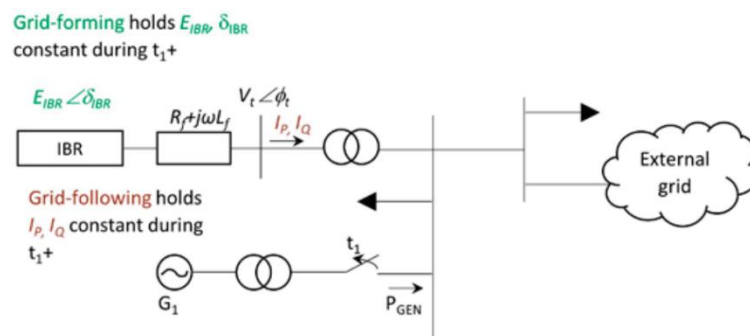 Grid-forming holds E_IBR, δ_IBR
constant during t₁+
E_IBR∠δ_IBR
V_t∠ϕ_t
R_f+jωL_f
I_P, I_Q
IBR
External
grid
Grid-following holds
I_P, I_Q constant during
t₁+
t₁
G₁
P_GEN